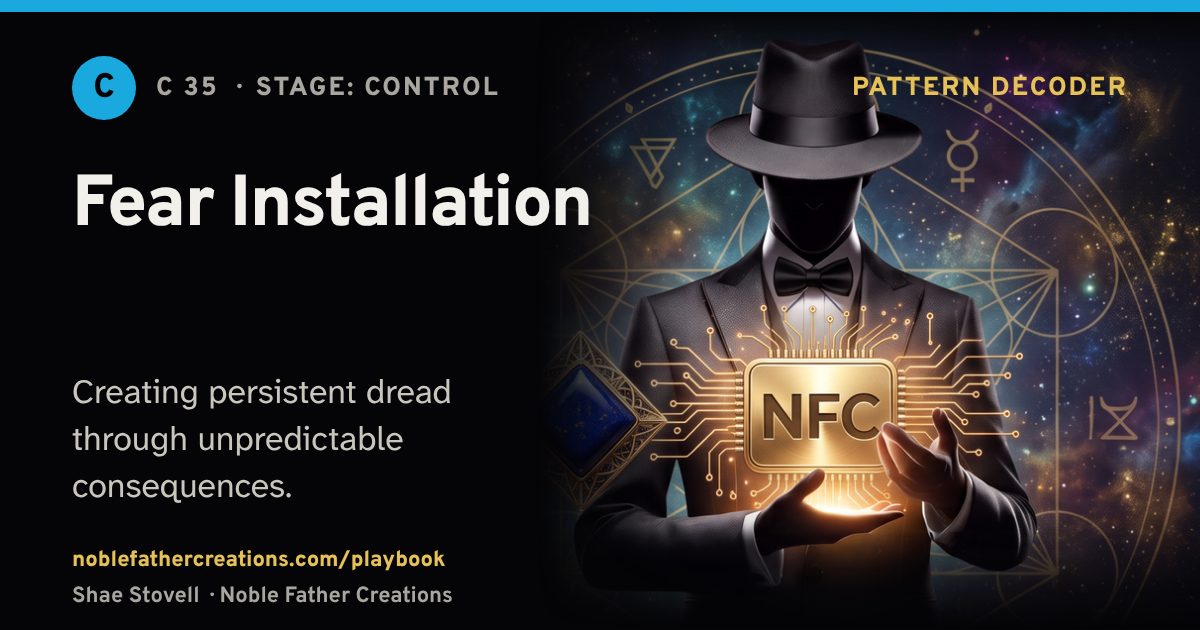 C
C 35 · STAGE: CONTROL
PATTERN DECODER
Fear Installation
Creating persistent dread
through unpredictable
consequences.
NFC
noblefathercreations.com/playbook
Shae Stovell · Noble Father Creations